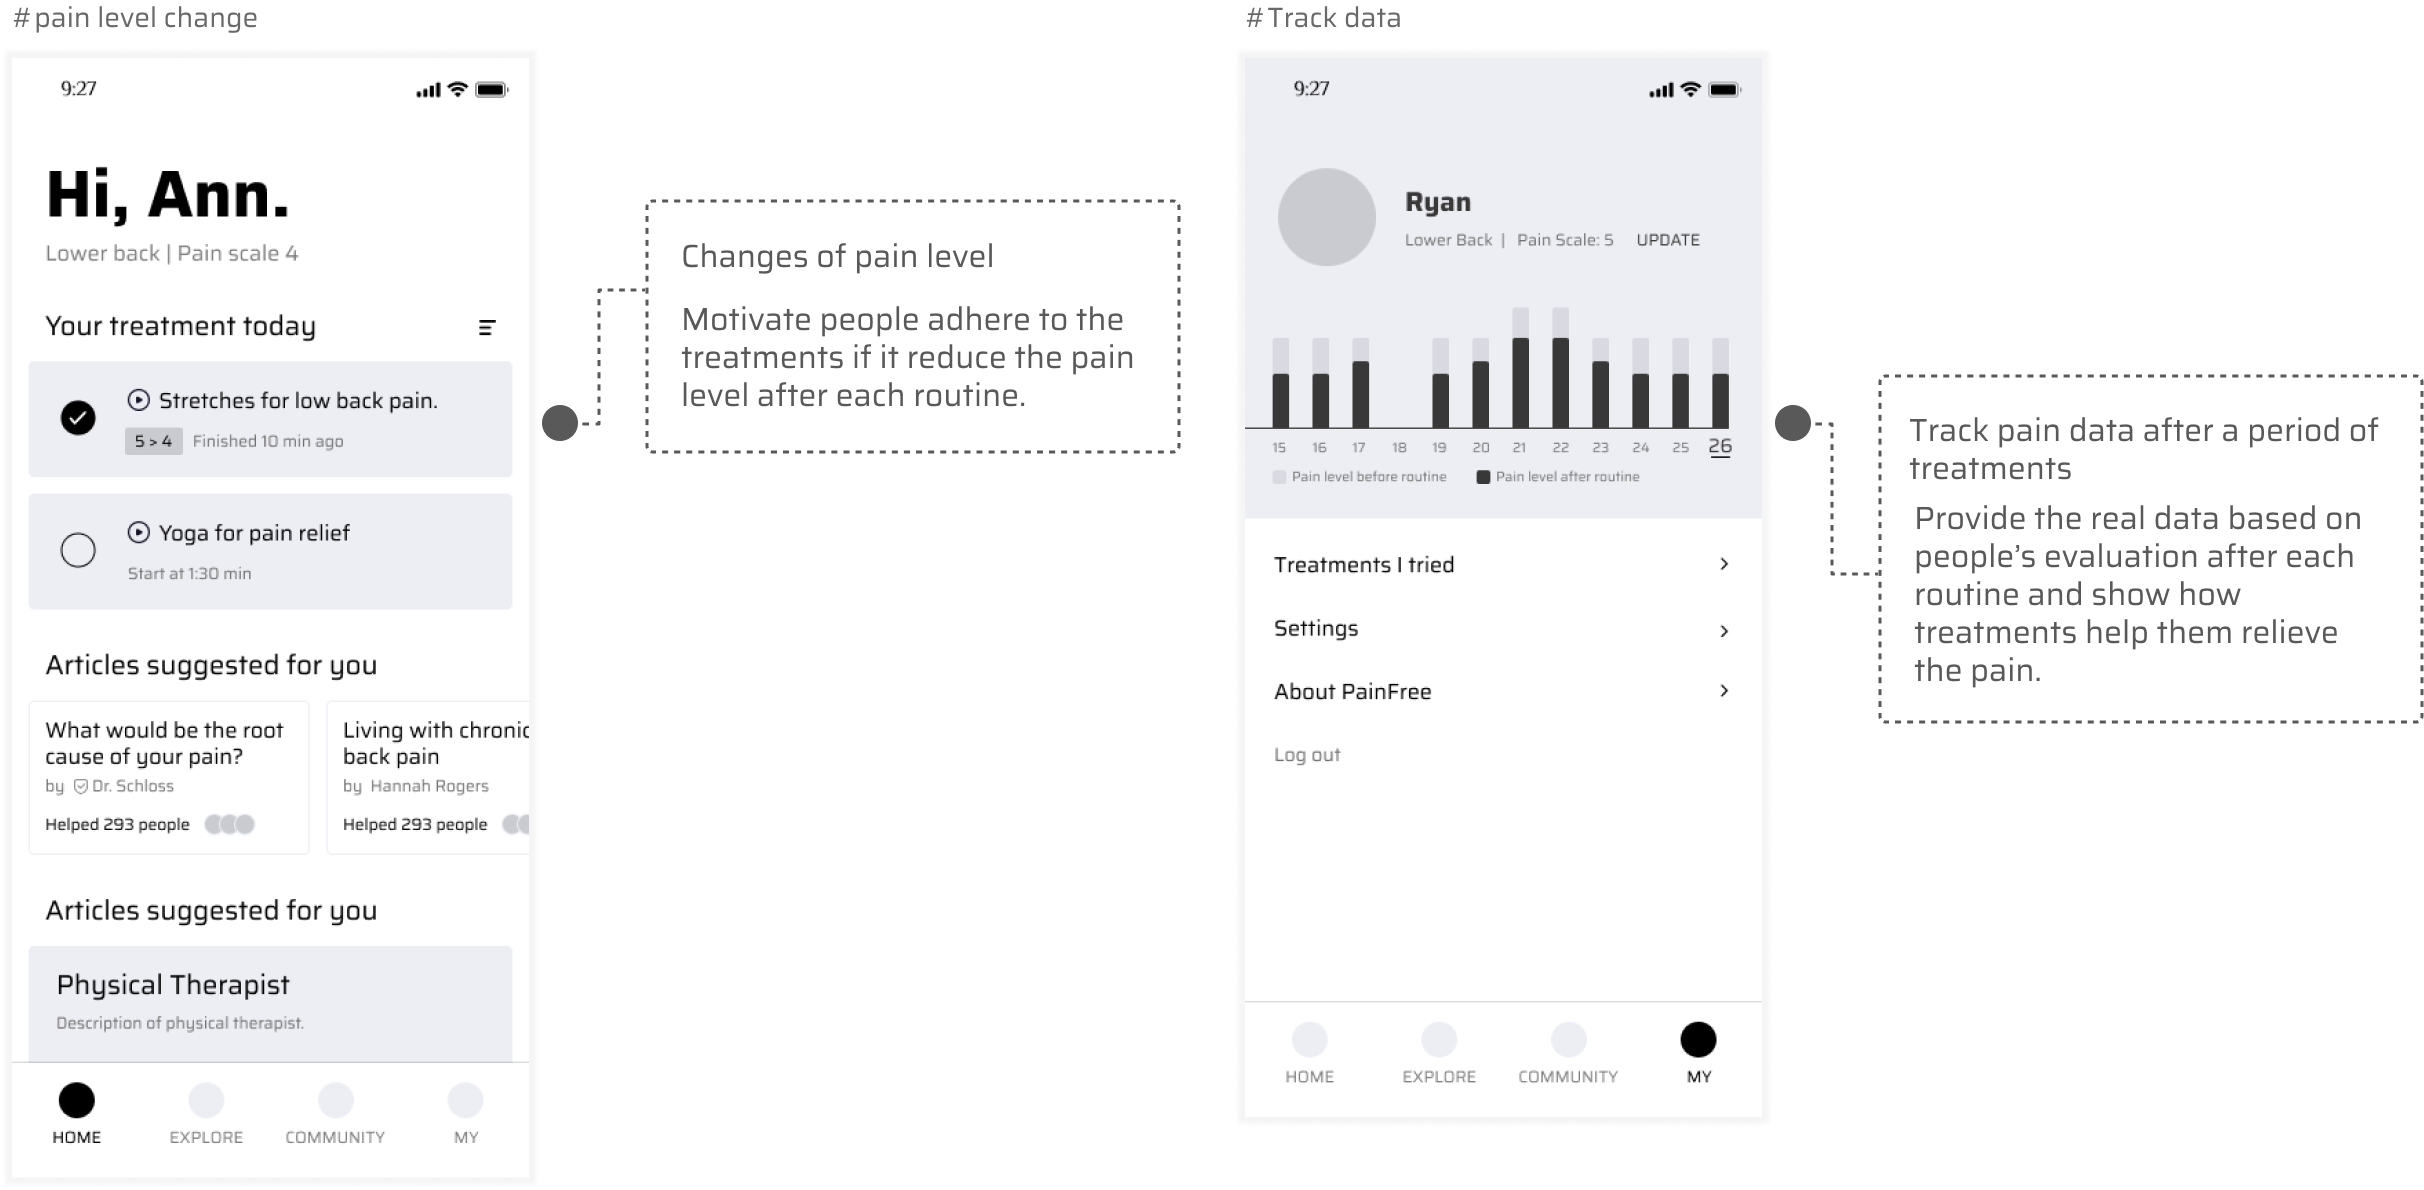 #pain level change
9:27
Hi, Ann.
Lower back | Pain scale 4
Your treatment today
Stretches for low back pain.
5 > 4 Finished 10 min ago
Yoga for pain relief
Start at 1:30 min
Articles suggested for you
What would be the root
cause of your pain?
by Dr. Schloss
Helped 293 people
Living with chronic
back pain
by Hannah Rogers
Helped 293 people
Articles suggested for you
Physical Therapist
Description of physical therapist.
HOME EXPLORE COMMUNITY MY
Changes of pain level
Motivate people adhere to the
treatments if it reduce the pain
level after each routine.
#Track data
9:27
Ryan
Lower Back | Pain Scale: 5 UPDATE
15 16 17 18 19 20 21 22 23 24 25 26
Pain level before routine Pain level after routine
Treatments I tried
Settings
About PainFree
Log out
HOME EXPLORE COMMUNITY MY
Track pain data after a period of
treatments
Provide the real data based on
people’s evaluation after each
routine and show how
treatments help them relieve
the pain.